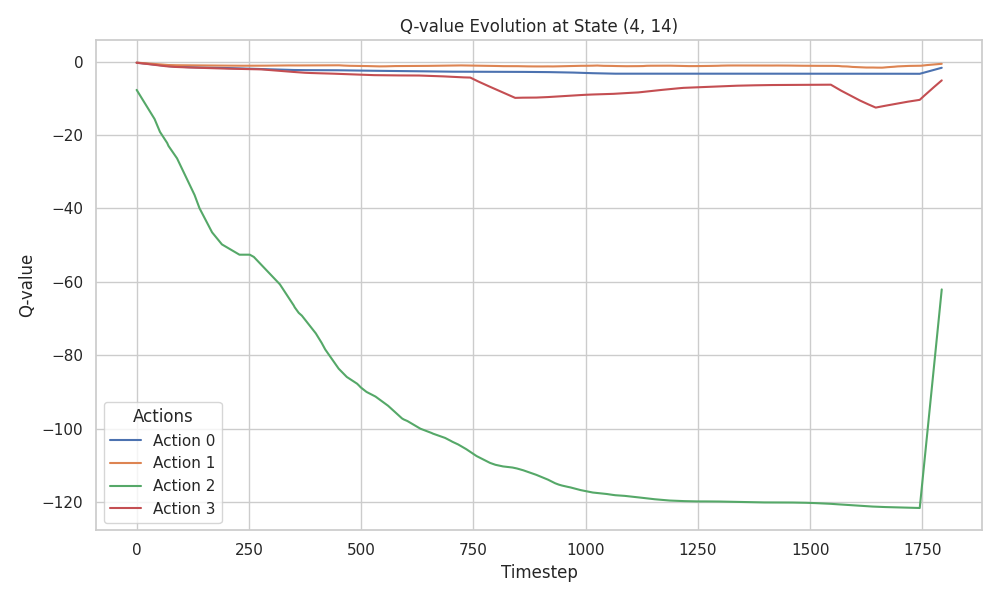 Q-value Evolution at State (4, 14)
Q-value
0
−20
−40
−60
−80
−100
−120
Actions
Action 0
Action 1
Action 2
Action 3
0 250 500 750 1000 1250 1500 1750
Timestep